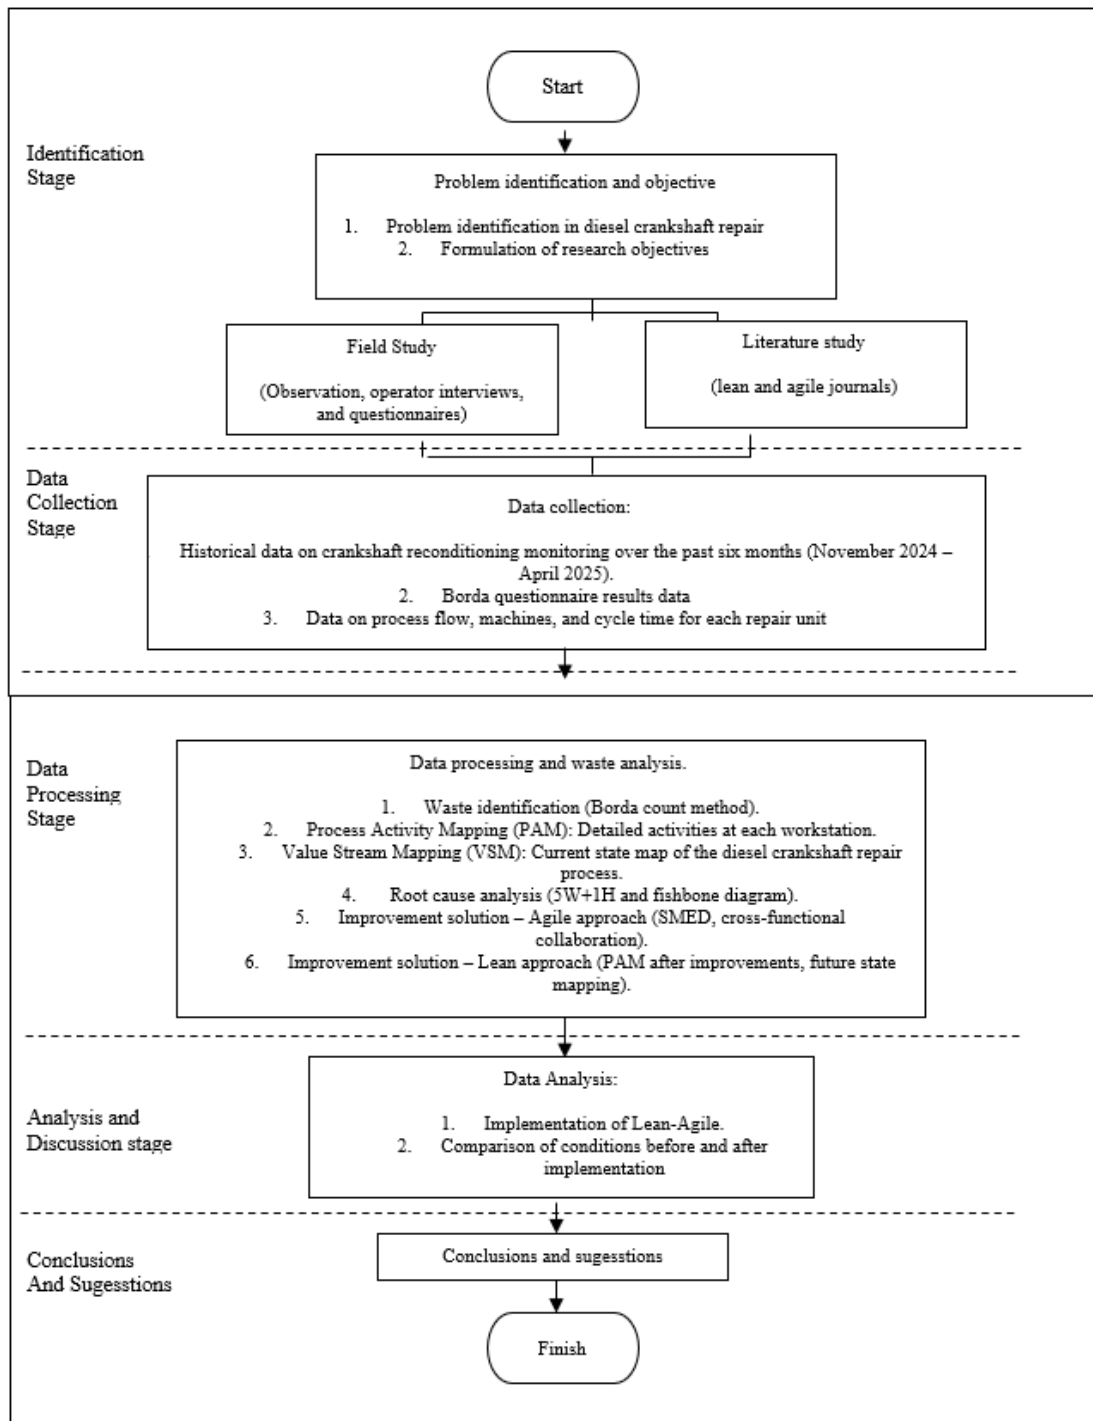 Start
Identification
Stage
Problem identification and objective
1. Problem identification in diesel crankshaft repair
2. Formulation of research objectives
Field Study
(Observation, operator interviews,
and questionnaires)
Literature study
(lean and agile journals)
Data
Collection
Stage
Data collection:
Historical data on crankshaft reconditioning monitoring over the past six months (November 2024 –
April 2025).
2. Borda questionnaire results data
3. Data on process flow, machines, and cycle time for each repair unit
Data
Processing
Stage
Data processing and waste analysis.
1. Waste identification (Borda count method).
2. Process Activity Mapping (PAM): Detailed activities at each workstation.
3. Value Stream Mapping (VSM): Current state map of the diesel crankshaft repair
process.
4. Root cause analysis (5W+1H and fishbone diagram).
5. Improvement solution – Agile approach (SMED, cross-functional
collaboration).
6. Improvement solution – Lean approach (PAM after improvements, future state
mapping).
Analysis and
Discussion stage
Data Analysis:
1. Implementation of Lean-Agile.
2. Comparison of conditions before and after
implementation
Conclusions
And Sugesstions
Conclusions and sugesstions
Finish